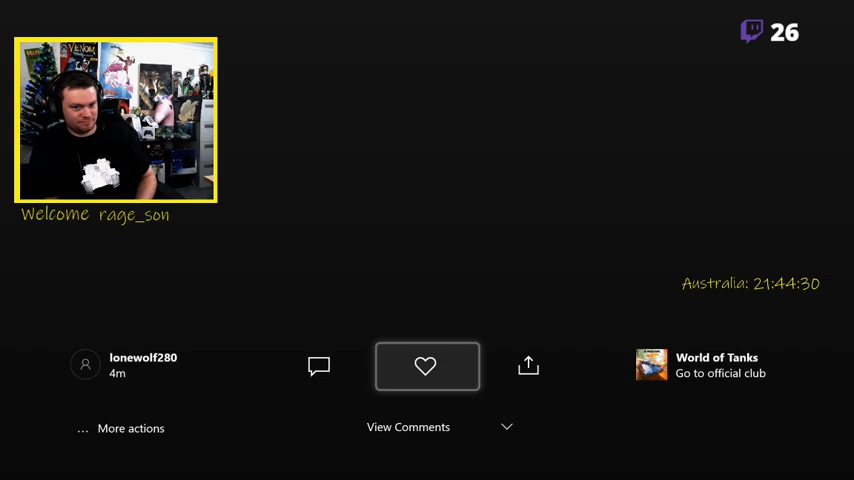 26
VENOM
Welcome rage_son
Australia: 21:44:30
lonewolf280
4m
World of Tanks
Go to official club
... More actions
View Comments